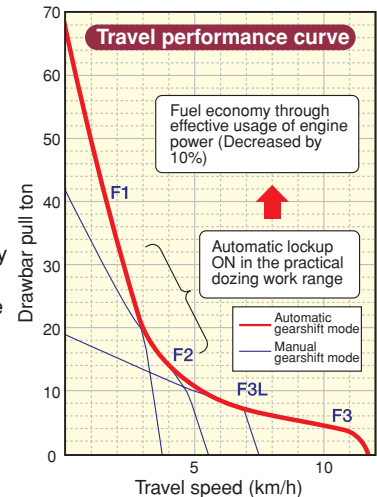 70
Travel performance curve
60
Fuel economy through
effective usage of engine
power (Decreased by
10%)
50
F1
40
Automatic lockup
ON in the practical
dozing work range
y
e
30
Drawbar pull ton
Automatic
gearshift mode
Manual
gearshift mode
20
F2
10
F3L
F3
0
5
10
Travel speed (km/h)